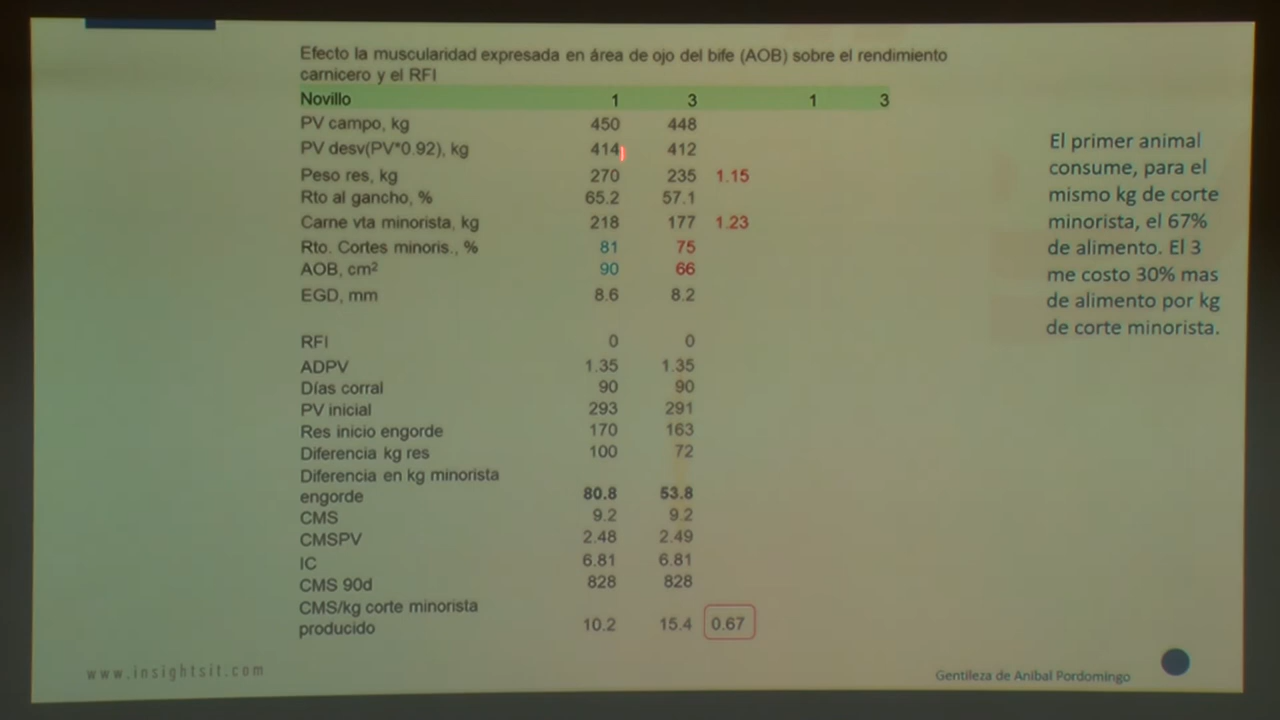 Efecto la muscularidad expresada en área de ojo del bife (AOB) sobre el rendimiento
carnicero y el RFI
Novillo 1 3 1 3
PV campo, kg 450 448
PV desv(PV*0.92), kg 414 412
Peso res, kg 270 235 1.15
Rto al gancho, % 65.2 57.1
Carne vta minorista, kg 218 177 1.23
Rto. Cortes minoris., % 81 75
AOB, cm² 90 66
EGD, mm 8.6 8.2
RFI 0 0
ADPV 1.35 1.35
Días corral 90 90
PV inicial 293 291
Res inicio engorde 170 163
Diferencia kg res 100 72
Diferencia en kg minorista
engorde 80.8 53.8
CMS 9.2 9.2
CMSPV 2.48 2.49
IC 6.81 6.81
CMS 90d 828 828
CMS/kg corte minorista
producido 10.2 15.4 0.67
El primer animal
consume, para el
mismo kg de corte
minorista, el 67%
de alimento. El 3
me costo 30% mas
de alimento por kg
de corte minorista.
www.insightsit.com
Gentileza de Anibal Pordomingo